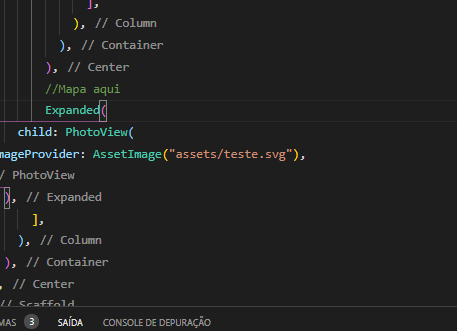 ],
), // Column
), // Container
), // Center
//Mapa aqui
Expanded(
child: PhotoView(
mageProvider: AssetImage("assets/teste.svg"),
// PhotoView
), // Expanded
],
), // Column
), // Container
, // Center
// Scaffold
MAS 3 SAÍDA CONSOLE DE DEPURAÇÃO